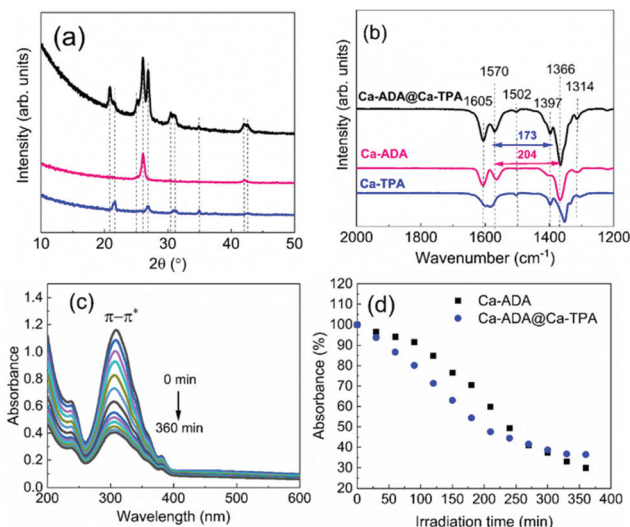 (a)
Intensity (arb. units)
10 20 30 40 50
2θ (°)
(b)
Intensity (arb. units)
1366
1570
1314
1502
1605
1397
Ca-ADA@Ca-TPA
173
204
Ca-ADA
Ca-TPA
2000 1800 1600 1400 1200
Wavenumber (cm⁻¹)
(c)
1.4
1.2
1.0
0.8
0.6
0.4
0.2
0.0
Absorbance
π−π*
0 min
360 min
200 300 400 500 600
Wavelength (nm)
(d)
120
110
100
90
80
70
60
50
40
30
20
Absorbance (%)
Ca-ADA
Ca-ADA@Ca-TPA
0 50 100 150 200 250 300 350 400
Irradiation time (min)